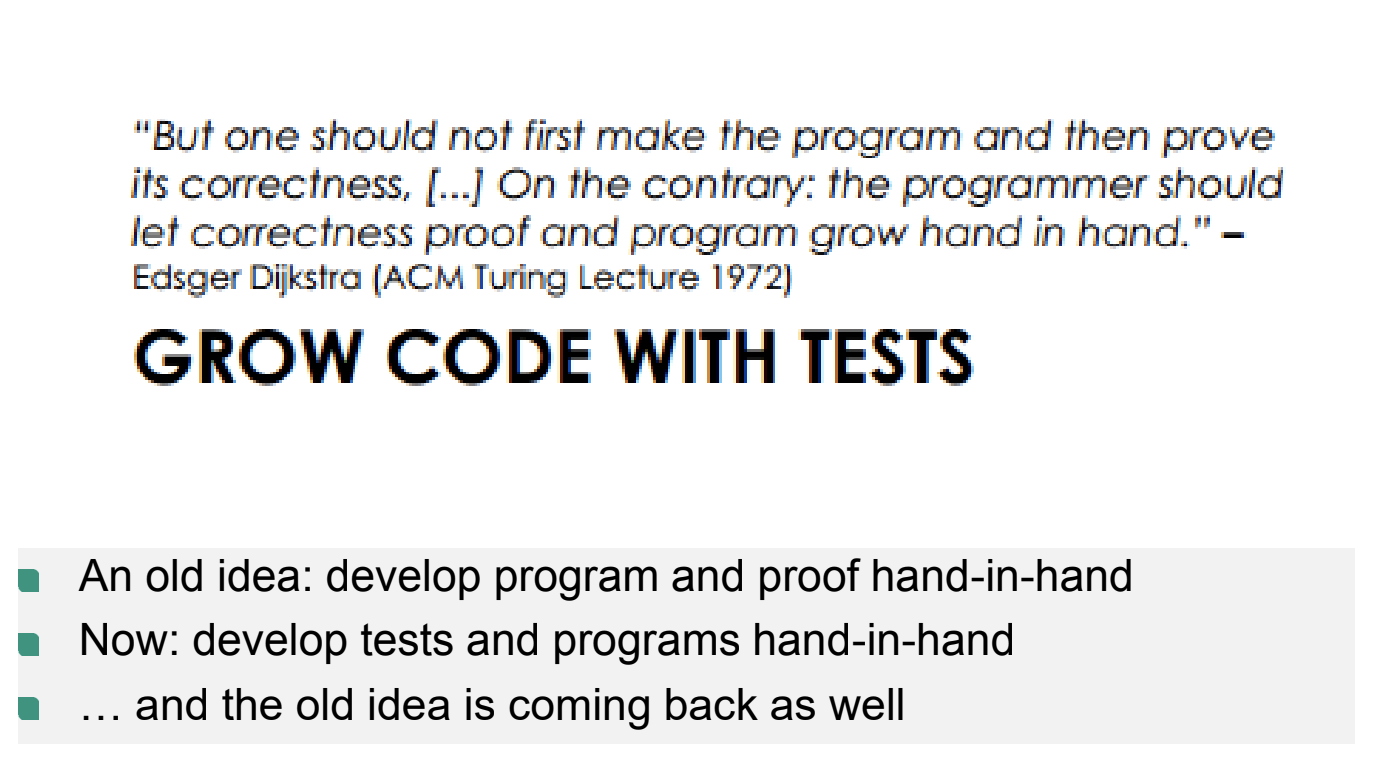 “But one should not first make the program and then prove
its correctness, [...] On the contrary: the programmer should
let correctness proof and program grow hand in hand.” –
Edsger Dijkstra (ACM Turing Lecture 1972)
GROW CODE WITH TESTS
An old idea: develop program and proof hand-in-hand
Now: develop tests and programs hand-in-hand
… and the old idea is coming back as well